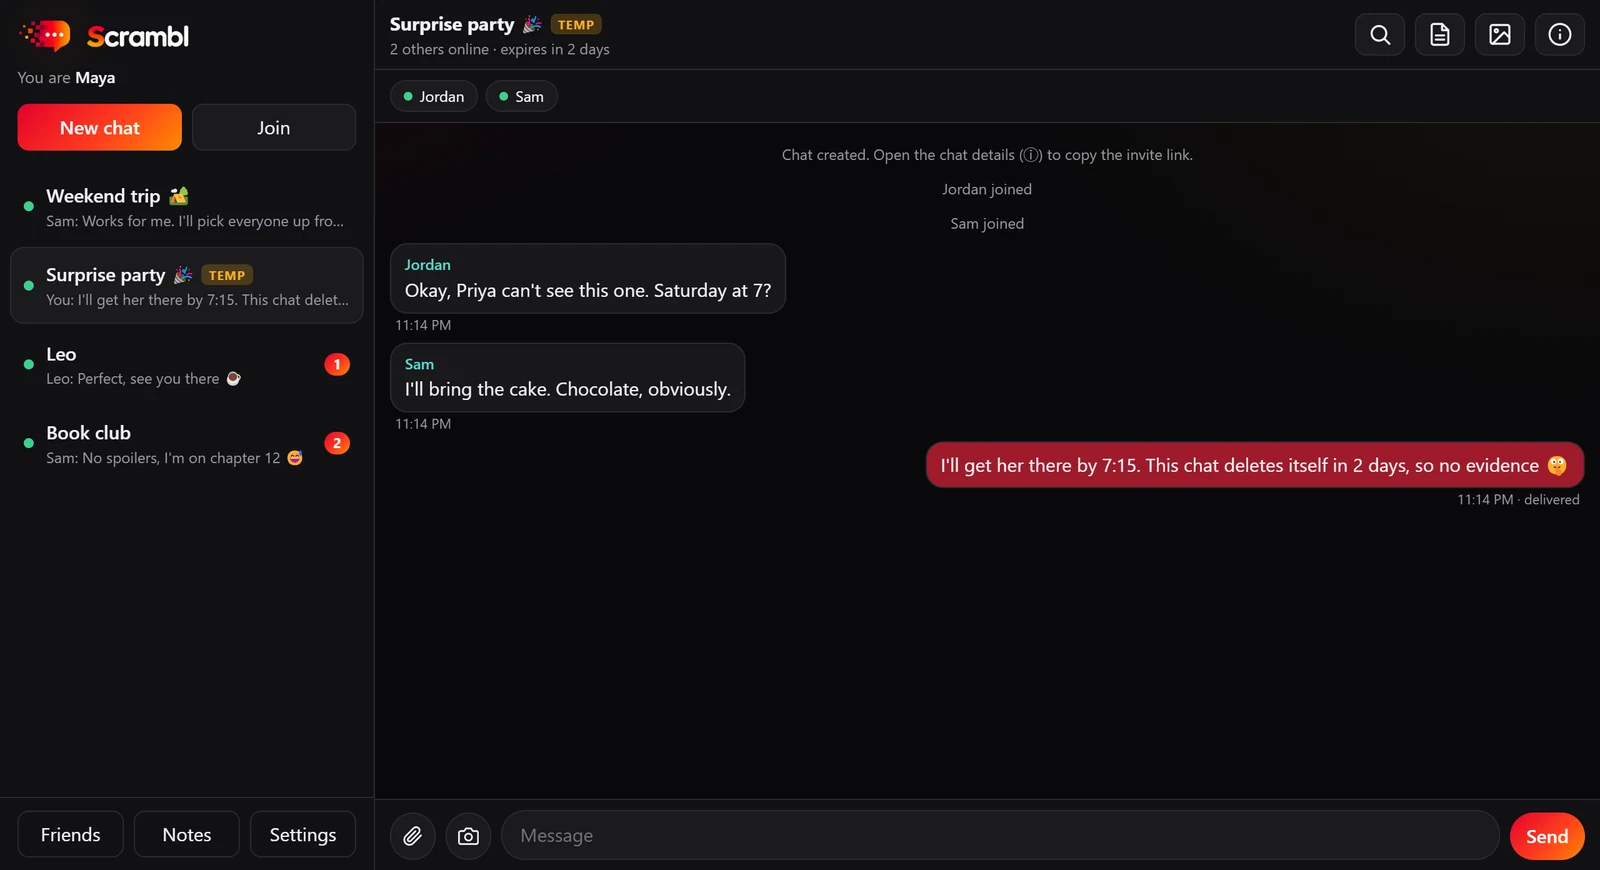 Scrambl
You are Maya
New chat
Join
Weekend trip 🏕️
Sam: Works for me. I'll pick everyone up fro...
Surprise party 🎉 TEMP
You: I'll get her there by 7:15. This chat delet...
Leo
Leo: Perfect, see you there ☕
1
Book club
Sam: No spoilers, I'm on chapter 12 😅
2
Friends
Notes
Settings
Surprise party 🎉 TEMP
2 others online · expires in 2 days
Jordan
Sam
Chat created. Open the chat details (ⓘ) to copy the invite link.
Jordan joined
Sam joined
Jordan
Okay, Priya can't see this one. Saturday at 7?
11:14 PM
Sam
I'll bring the cake. Chocolate, obviously.
11:14 PM
I'll get her there by 7:15. This chat deletes itself in 2 days, so no evidence 🤫
11:14 PM · delivered
Message
Send